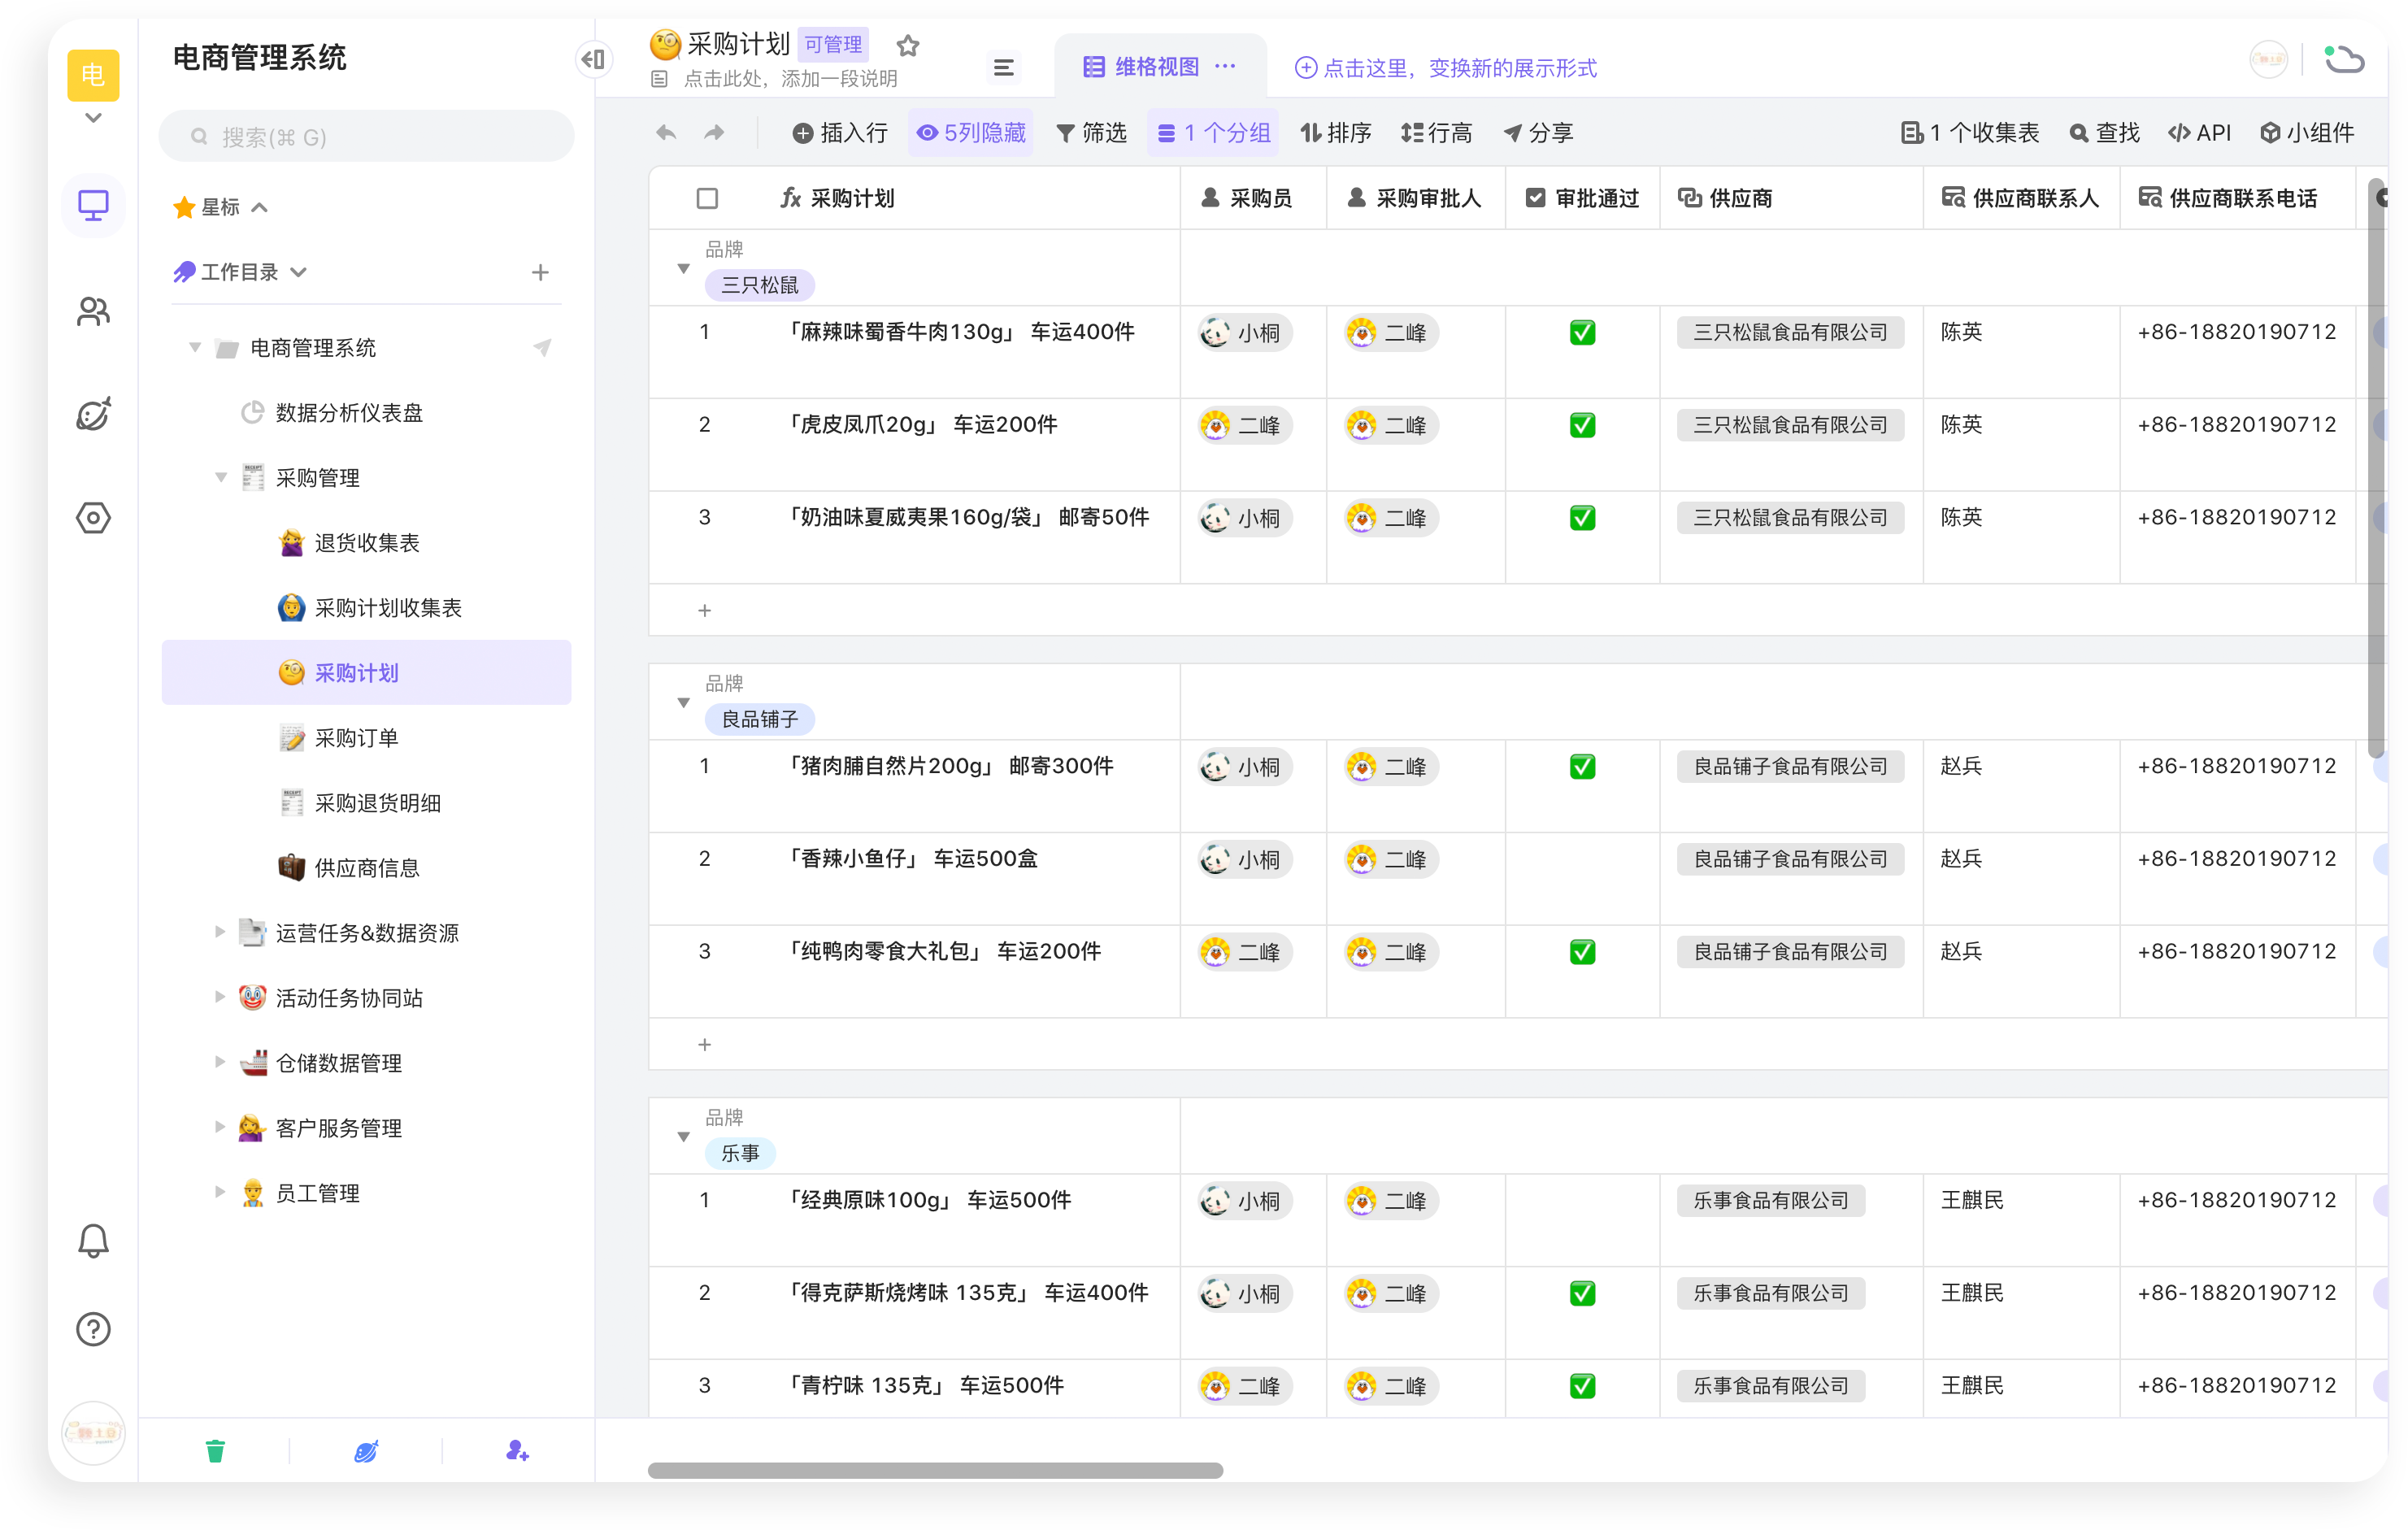 电
电商管理系统
搜索(⌘ G)
星标
工作目录
电商管理系统
数据分析仪表盘
采购管理
退货收集表
采购计划收集表
采购计划
采购订单
采购退货明细
供应商信息
运营任务&数据资源
活动任务协同站
仓储数据管理
客户服务管理
员工管理
采购计划 可管理
点击此处，添加一段说明
维格视图 ···
点击这里，变换新的展示形式
插入行 5列隐藏 筛选 1 个分组 排序 行高 分享 1 个收集表 查找 API 小组件
采购计划 采购员 采购审批人 审批通过 供应商 供应商联系人 供应商联系电话
品牌
三只松鼠
1 「麻辣味蜀香牛肉130g」 车运400件 小桐 二峰 三只松鼠食品有限公司 陈英 +86-18820190712
2 「虎皮凤爪20g」 车运200件 二峰 二峰 三只松鼠食品有限公司 陈英 +86-18820190712
3 「奶油味夏威夷果160g/袋」 邮寄50件 小桐 二峰 三只松鼠食品有限公司 陈英 +86-18820190712
品牌
良品铺子
1 「猪肉脯自然片200g」 邮寄300件 小桐 二峰 良品铺子食品有限公司 赵兵 +86-18820190712
2 「香辣小鱼仔」 车运500盒 小桐 二峰 良品铺子食品有限公司 赵兵 +86-18820190712
3 「纯鸭肉零食大礼包」 车运200件 二峰 二峰 良品铺子食品有限公司 赵兵 +86-18820190712
品牌
乐事
1 「经典原味100g」 车运500件 小桐 二峰 乐事食品有限公司 王麒民 +86-18820190712
2 「得克萨斯烧烤味 135克」 车运400件 小桐 二峰 乐事食品有限公司 王麒民 +86-18820190712
3 「青柠味 135克」 车运500件 二峰 二峰 乐事食品有限公司 王麒民 +86-18820190712